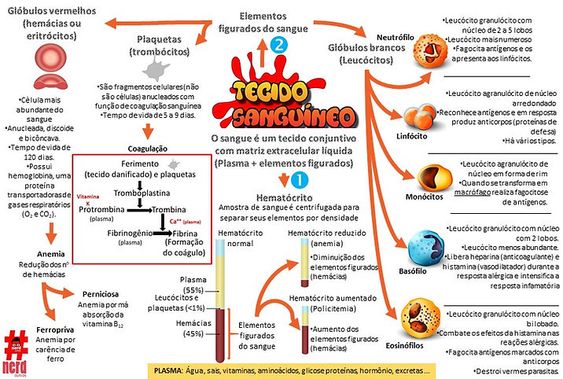 Glóbulos vermelhos
(hemácias ou
eritrócitos)
•Célula mais
abundante do
sangue
•Anucleada, discóide
e bicôncava.
•Tempo de vida de
120 dias.
•Possui
hemoglobina, uma
proteína
transportadoras de
gases respiratórios
(O₂ e CO₂).
Anemia
Redução dos nº
de hemácias
Perniciosa
Anemia por má
absorção da
vitamina B₁₂
Ferropriva
Anemia por
carência de
ferro
#
nerd
Plaquetas
(trombócitos)
•São fragmentos celulares (não
são células) anucleados com
função de coagulação sanguínea
•Tempo de vida de 5 a 9 dias.
Coagulação
Ferimento
(tecido danificado) e plaquetas
Tromboplastina
Vitamina
K
Protrombina
(plasma)
Trombina
Ca⁺⁺ (plasma)
Fibrinogênio
(plasma)
Fibrina
(Formação
do coágulo)
Elementos
figurados do sangue
2
TECIDO
SANGUÍNEO
O sangue é um tecido conjuntivo
com matriz extracelular líquida
(Plasma + elementos figurados)
1
Hematócrito
Amostra de sangue é centrifugada para
separar seus elementos por densidade
Hematócrito
normal
Plasma
(55%)
Leucócitos e
plaquetas (<1%)
Hemácias
(45%)
Elementos
figurados
do sangue
Hematócrito reduzido
(anemia)
•Diminuição dos
elementos figurados
(hemácias)
Hematócrito aumentado
(Policitemia)
•Aumento dos
elementos figurados
(hemácias)
Glóbulos brancos
(Leucócitos)
Neutrófilo
•Leucócito granulócito com
núcleo de 2 a 5 lobos
•Leucócito mais numeroso
•Fagocita antígenos e os
apresenta aos linfócitos.
Linfócito
•Leucócito agranulócito de núcleo
arredondado
•Reconhece antígenos e em resposta
produz anticorpos (proteínas de
defesa)
•Há vários tipos.
Monócitos
•Leucócito agranulócito de
núcleo em forma de rim
•Quando se transforma em
macrófago realiza fagocitose
de antígenos.
Basófilo
•Leucócito granulócito com núcleo
com 2 lobos.
•Leucócito menos abundante.
•Libera heparina (anticoagulante) e
histamina (vasodilatador) durante a
resposta alérgica e intensifica a
resposta inflamatória
Eosinófilos
•Leucócito granulócito com núcleo
bilobado.
•Combate os efeitos da histamina nas
reações alérgicas.
•Fagocita antígenos marcados com
anticorpos
•Destroi vermes parasitas.
PLASMA: Água, sais, vitaminas, aminoácidos, glicose proteínas, hormônio, excretas ...